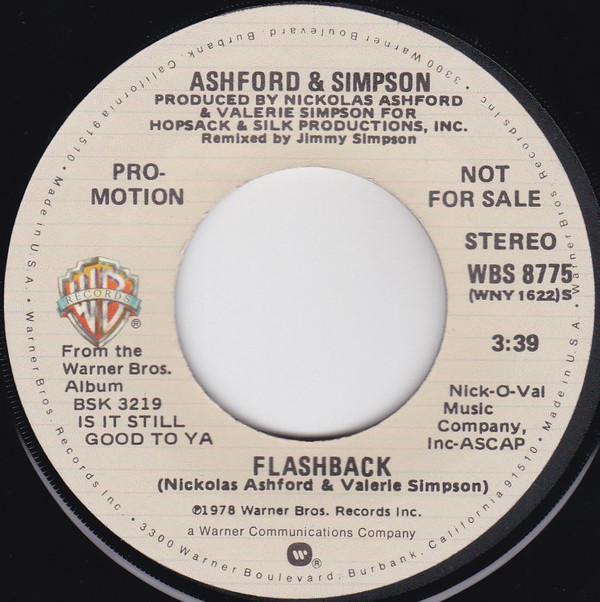 ASHFORD & SIMPSON
PRODUCED BY NICKOLAS ASHFORD
& VALERIE SIMPSON FOR
HOPSACK & SILK PRODUCTIONS, INC.
Remixed by Jimmy Simpson
PRO-
MOTION
NOT
FOR SALE
STEREO
WBS 8775
(WNY 1622)S
3:39
WB
RECORDS
®
From the
Warner Bros.
Album
BSK 3219
IS IT STILL
GOOD TO YA
Nick-O-Val
Music
Company,
Inc-ASCAP
FLASHBACK
(Nickolas Ashford & Valerie Simpson)
℗1978 Warner Bros. Records Inc.
a Warner Communications Company
W ®
• Made in U.S.A. • Warner Bros. Records Inc. • 3300 Warner Boulevard, Burbank, California 91510 • Made in U.S.A. • Warner Bros. Records Inc. • 3300 Warner Boulevard, Burbank, California 91510